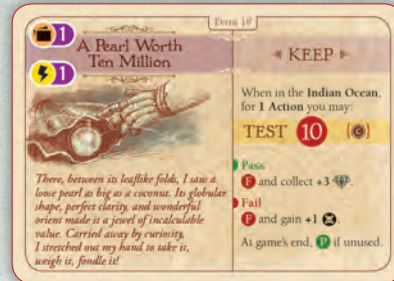 Event 19
1
1
A Pearl Worth
Ten Million
There, between its leaflike folds, I saw a
loose pearl as big as a coconut. Its globular
shape, perfect clarity, and wonderful
orient made it a jewel of incalculable
value. Carried away by curiosity,
I stretched out my hand to take it,
weigh it, fondle it!
KEEP
When in the Indian Ocean,
for 1 Action you may:
TEST 10 {C}
Pass
F and collect +3 .
Fail
F and gain +1 .
At game's end, P if unused.